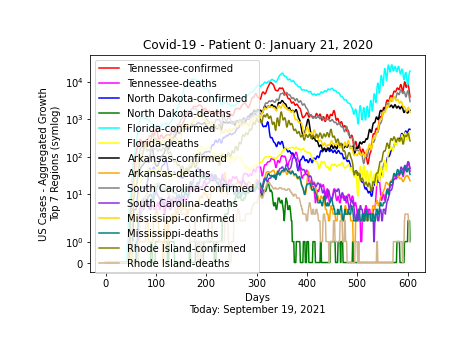 Covid-19 - Patient 0: January 21, 2020
US Cases - Aggregated Growth
Top 7 Regions (symlog)
10⁴
10³
10²
10¹
10⁰
0
Tennessee-confirmed
Tennessee-deaths
North Dakota-confirmed
North Dakota-deaths
Florida-confirmed
Florida-deaths
Arkansas-confirmed
Arkansas-deaths
South Carolina-confirmed
South Carolina-deaths
Mississippi-confirmed
Mississippi-deaths
Rhode Island-confirmed
Rhode Island-deaths
0 100 200 300 400 500 600
Days
Today: September 19, 2021